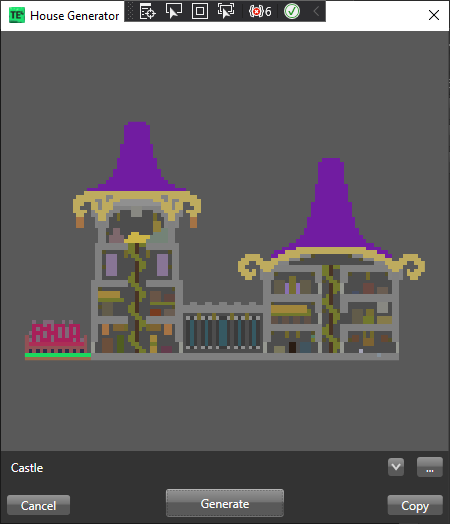 TE House Generator
6
Castle
...
Cancel
Generate
Copy